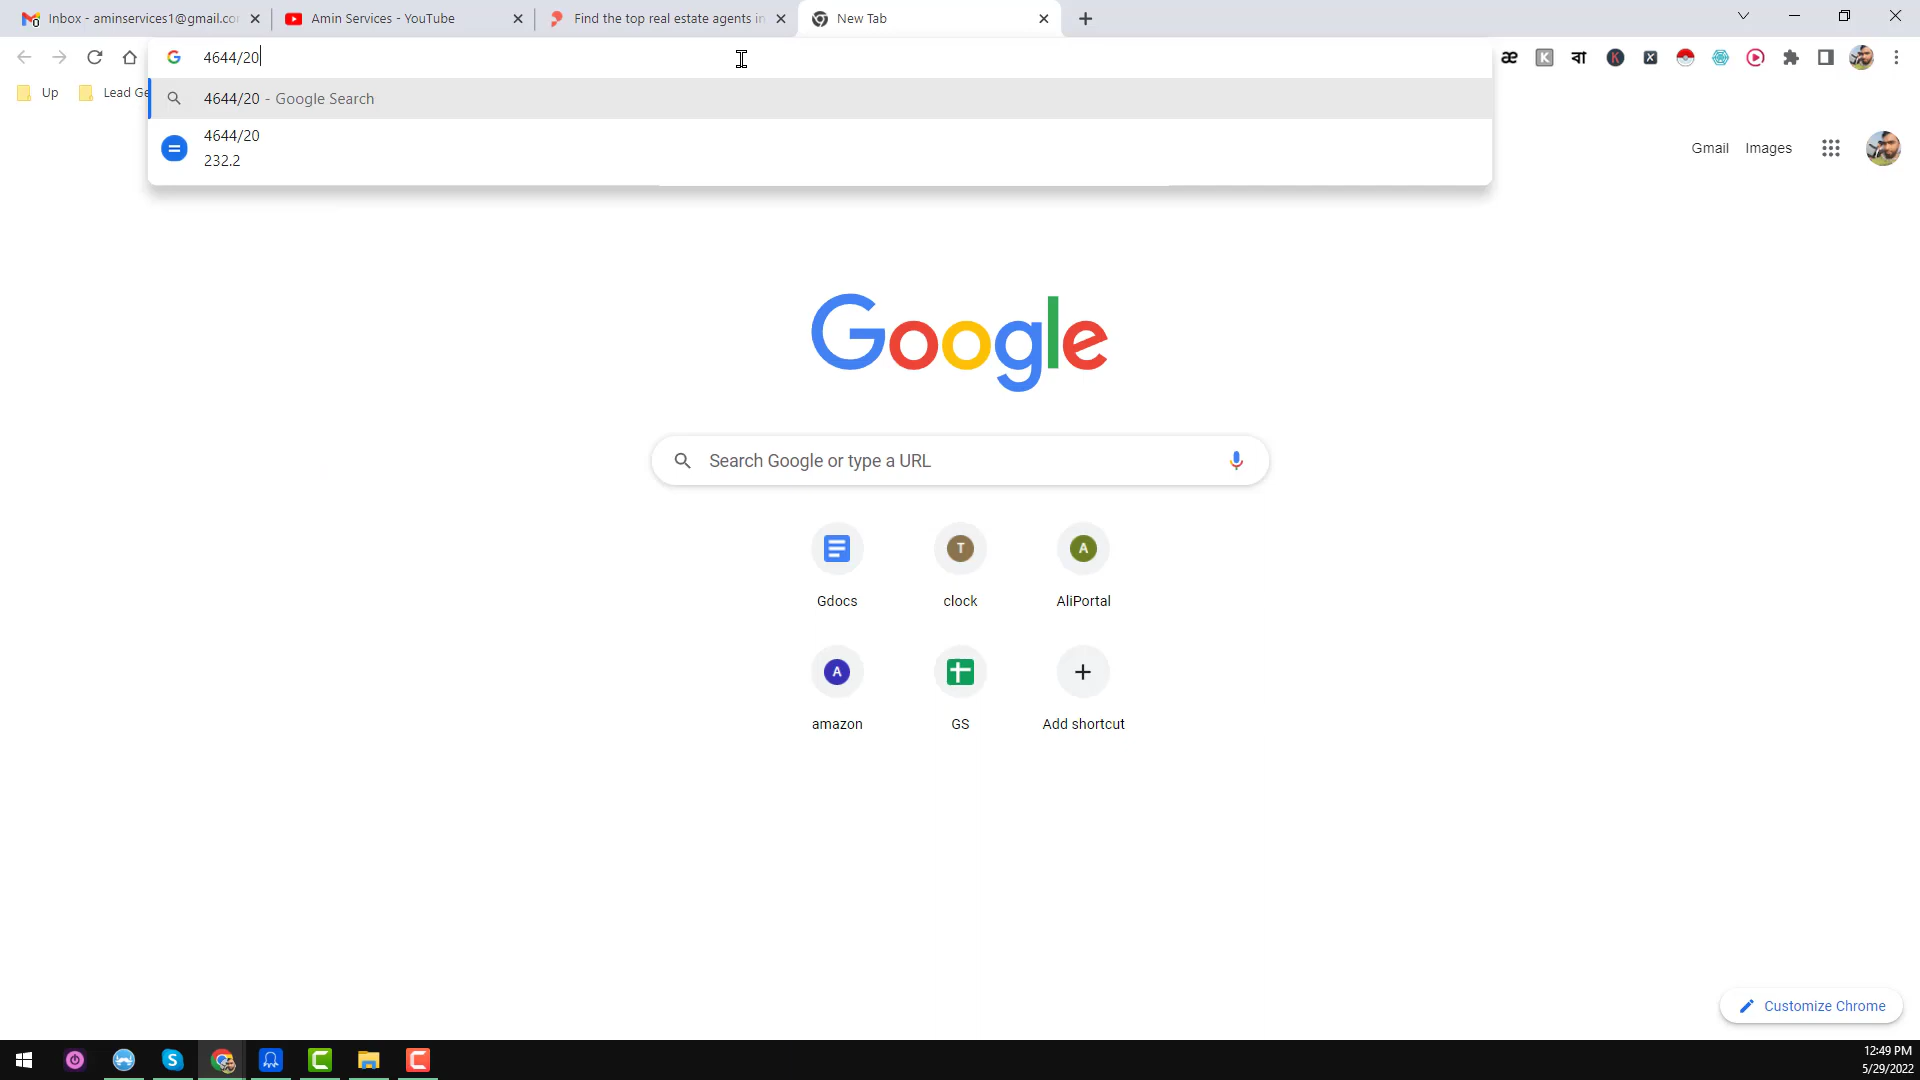 Inbox - aminservices1@gmail.co
Amin Services - YouTube
Find the top real estate agents in
New Tab
4644/20
Up
Lead Ge
4644/20 - Google Search
4644/20
232.2
Gmail
Images
Google
Search Google or type a URL
Gdocs
T
clock
A
AliPortal
A
amazon
GS
Add shortcut
Customize Chrome
12:49 PM
5/29/2022